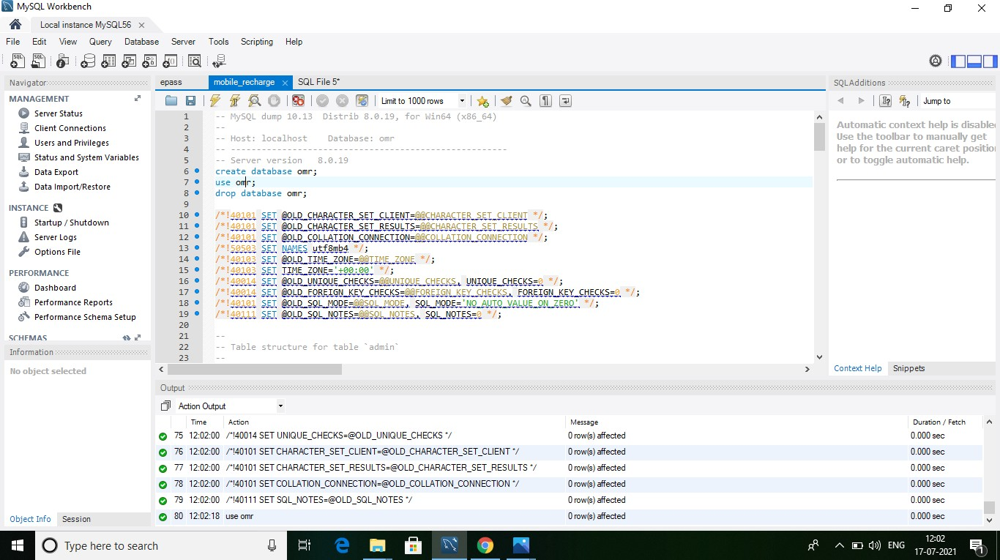 MySQL Workbench
Local instance MySQL56
File Edit View Query Database Server Tools Scripting Help
Navigator
MANAGEMENT
Server Status
Client Connections
Users and Privileges
Status and System Variables
Data Export
Data Import/Restore
INSTANCE
Startup / Shutdown
Server Logs
Options File
PERFORMANCE
Dashboard
Performance Reports
Performance Schema Setup
SCHEMAS
Information
No object selected
Object Info Session
epass mobile_recharge SQL File 5*
Limit to 1000 rows
1 -- MySQL dump 10.13  Distrib 8.0.19, for Win64 (x86_64)
2 --
3 -- Host: localhost    Database: omr
4 -- ------------------------------------------------------
5 -- Server version   8.0.19
6 create database omr;
7 use omr;
8 drop database omr;
9
10 /*!40101 SET @OLD_CHARACTER_SET_CLIENT=@@CHARACTER_SET_CLIENT */;
11 /*!40101 SET @OLD_CHARACTER_SET_RESULTS=@@CHARACTER_SET_RESULTS */;
12 /*!40101 SET @OLD_COLLATION_CONNECTION=@@COLLATION_CONNECTION */;
13 /*!50503 SET NAMES utf8mb4 */;
14 /*!40103 SET @OLD_TIME_ZONE=@@TIME_ZONE */;
15 /*!40103 SET TIME_ZONE='+00:00' */;
16 /*!40014 SET @OLD_UNIQUE_CHECKS=@@UNIQUE_CHECKS, UNIQUE_CHECKS=0 */;
17 /*!40014 SET @OLD_FOREIGN_KEY_CHECKS=@@FOREIGN_KEY_CHECKS, FOREIGN_KEY_CHECKS=0 */;
18 /*!40101 SET @OLD_SQL_MODE=@@SQL_MODE, SQL_MODE='NO_AUTO_VALUE_ON_ZERO' */;
19 /*!40111 SET @OLD_SQL_NOTES=@@SQL_NOTES, SQL_NOTES=0 */;
20
21 --
22 -- Table structure for table `admin`
23 --
SQLAdditions
Jump to
Automatic context help is disabled
Use the toolbar to manually get
help for the current caret position
or to toggle automatic help.
Context Help Snippets
Output
Action Output
Time Action Message Duration / Fetch
75 12:02:00 /*!40014 SET UNIQUE_CHECKS=@OLD_UNIQUE_CHECKS */ 0 row(s) affected 0.000 sec
76 12:02:00 /*!40101 SET CHARACTER_SET_CLIENT=@OLD_CHARACTER_SET_CLIENT */ 0 row(s) affected 0.000 sec
77 12:02:00 /*!40101 SET CHARACTER_SET_RESULTS=@OLD_CHARACTER_SET_RESULTS */ 0 row(s) affected 0.000 sec
78 12:02:00 /*!40101 SET COLLATION_CONNECTION=@OLD_COLLATION_CONNECTION */ 0 row(s) affected 0.000 sec
79 12:02:00 /*!40111 SET SQL_NOTES=@OLD_SQL_NOTES */ 0 row(s) affected 0.000 sec
80 12:02:18 use omr 0 row(s) affected 0.000 sec
Type here to search
ENG
12:02
17-07-2021
1